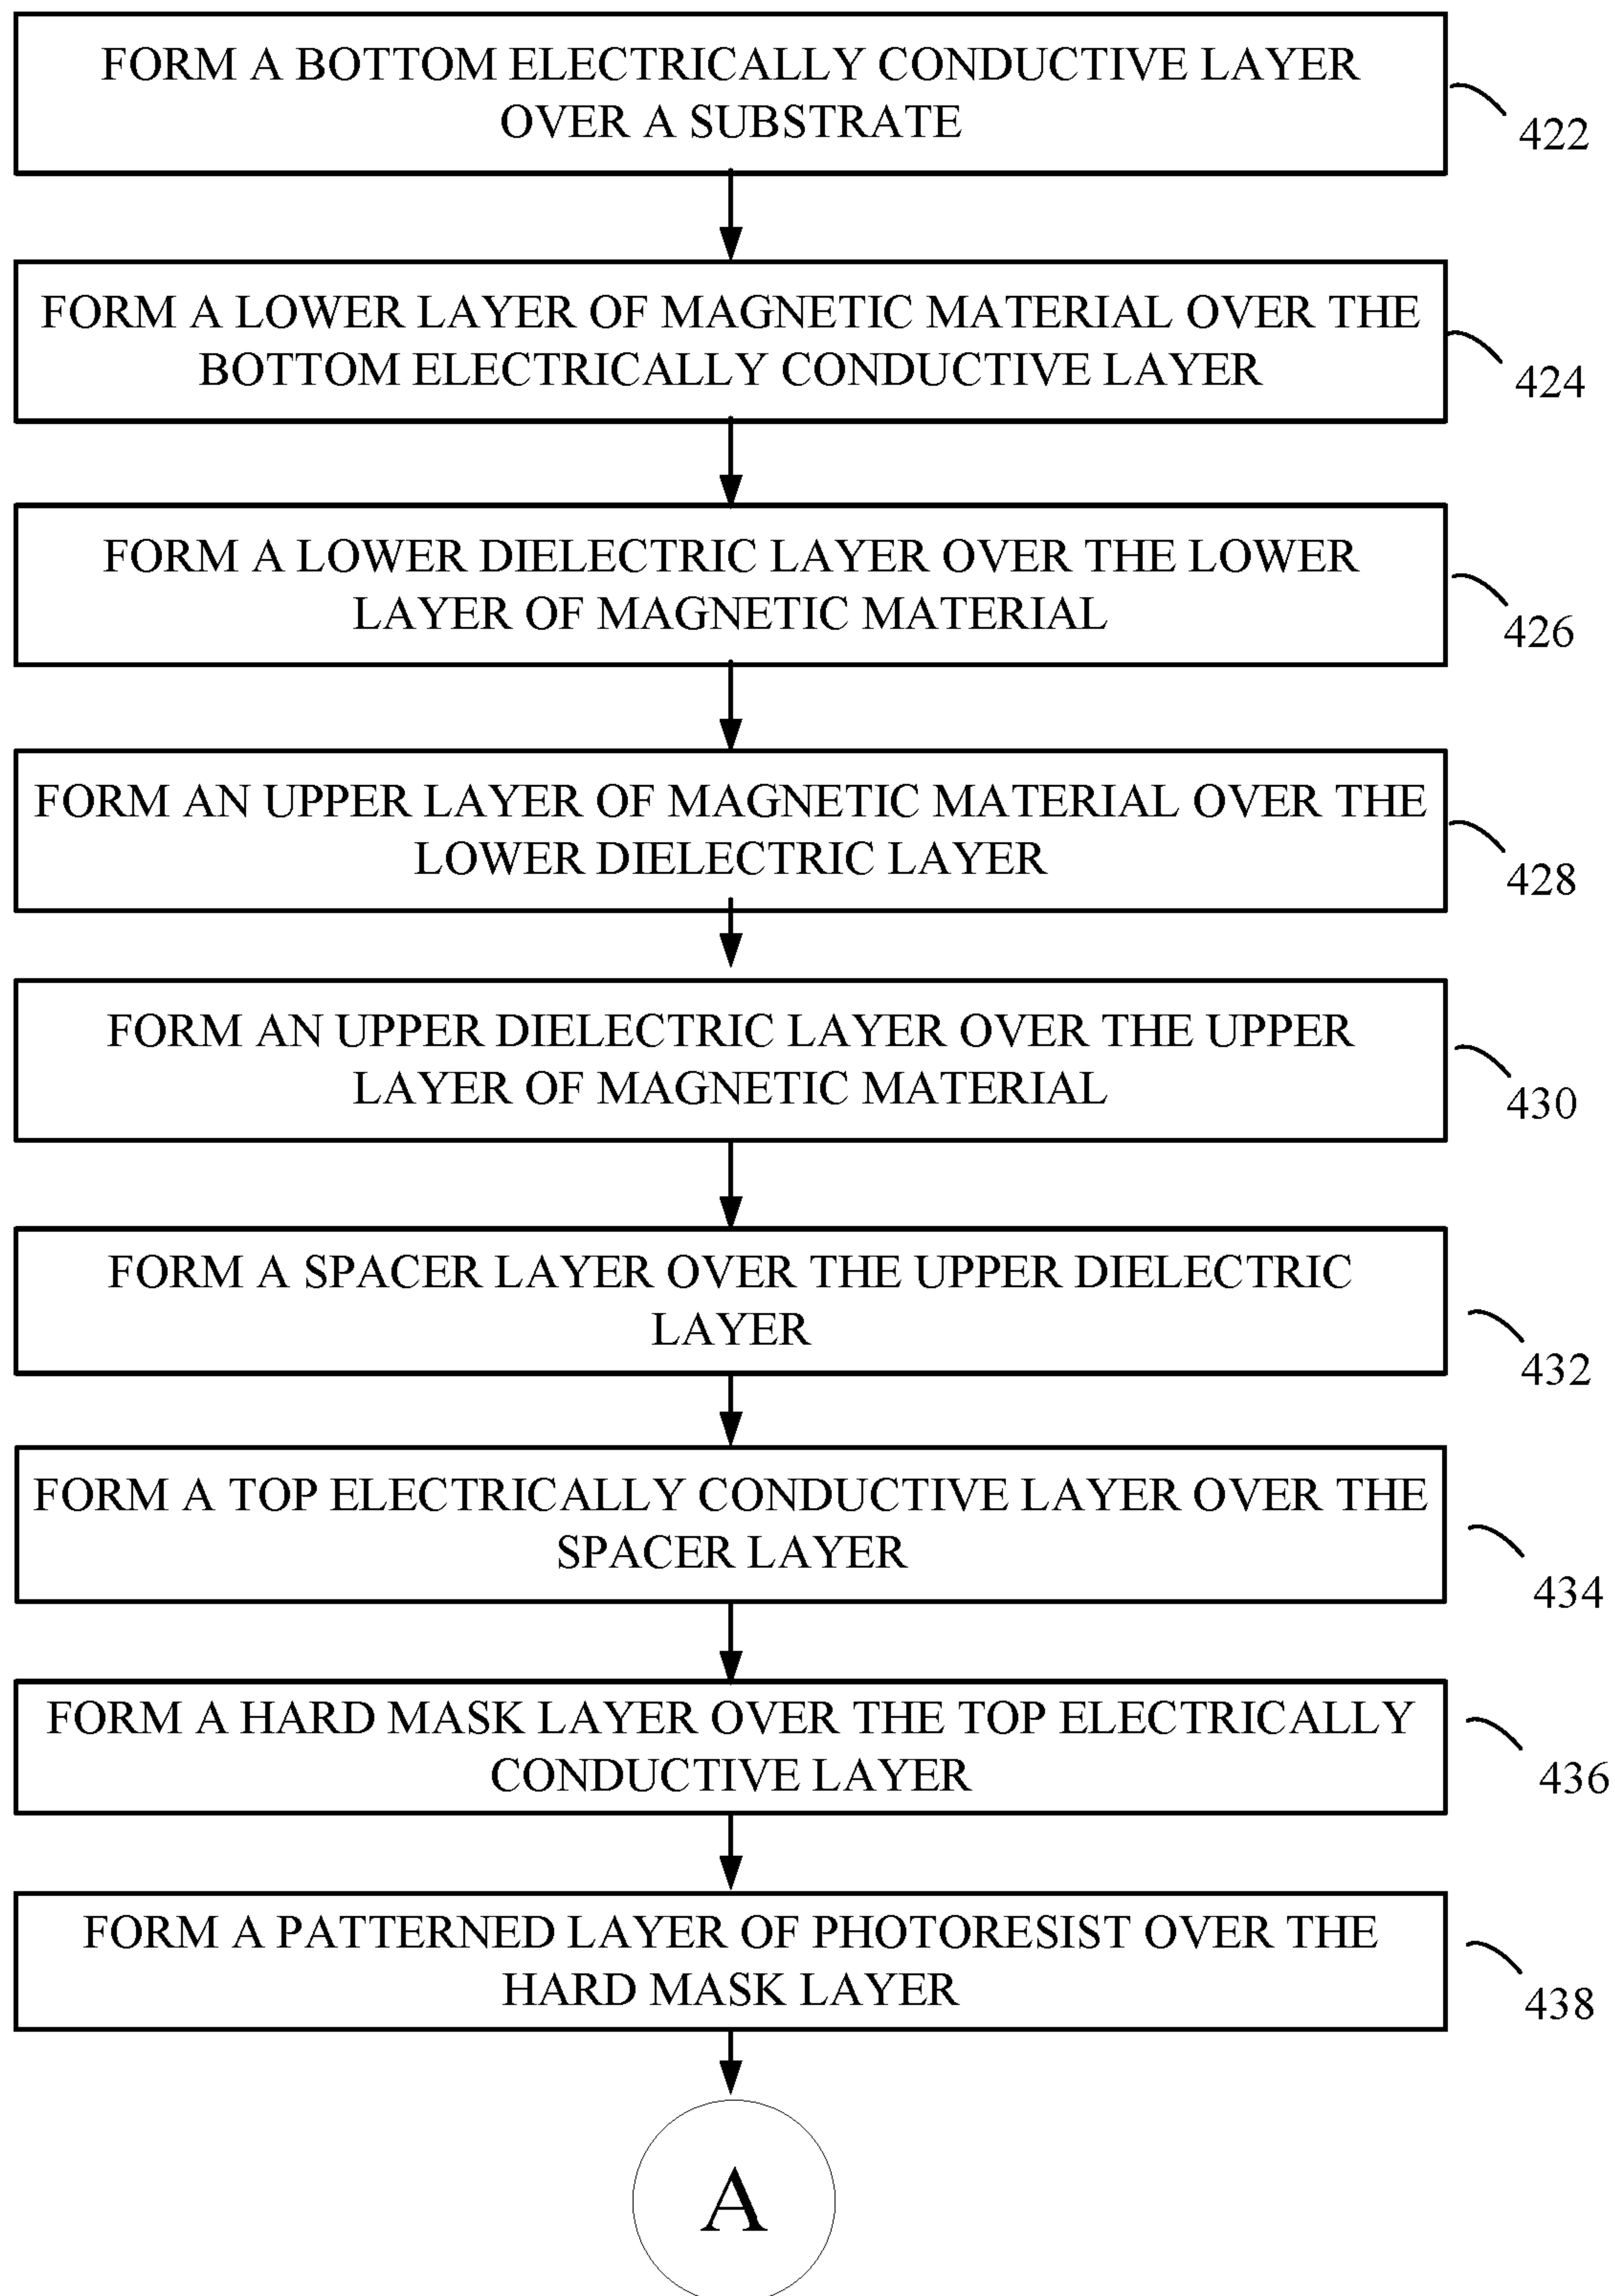 FORM A BOTTOM ELECTRICALLY CONDUCTIVE LAYER
OVER A SUBSTRATE
422
FORM A LOWER LAYER OF MAGNETIC MATERIAL OVER THE
BOTTOM ELECTRICALLY CONDUCTIVE LAYER
424
FORM A LOWER DIELECTRIC LAYER OVER THE LOWER
LAYER OF MAGNETIC MATERIAL
426
FORM AN UPPER LAYER OF MAGNETIC MATERIAL OVER THE
LOWER DIELECTRIC LAYER
428
FORM AN UPPER DIELECTRIC LAYER OVER THE UPPER
LAYER OF MAGNETIC MATERIAL
430
FORM A SPACER LAYER OVER THE UPPER DIELECTRIC
LAYER
432
FORM A TOP ELECTRICALLY CONDUCTIVE LAYER OVER THE
SPACER LAYER
434
FORM A HARD MASK LAYER OVER THE TOP ELECTRICALLY
CONDUCTIVE LAYER
436
FORM A PATTERNED LAYER OF PHOTORESIST OVER THE
HARD MASK LAYER
438
A